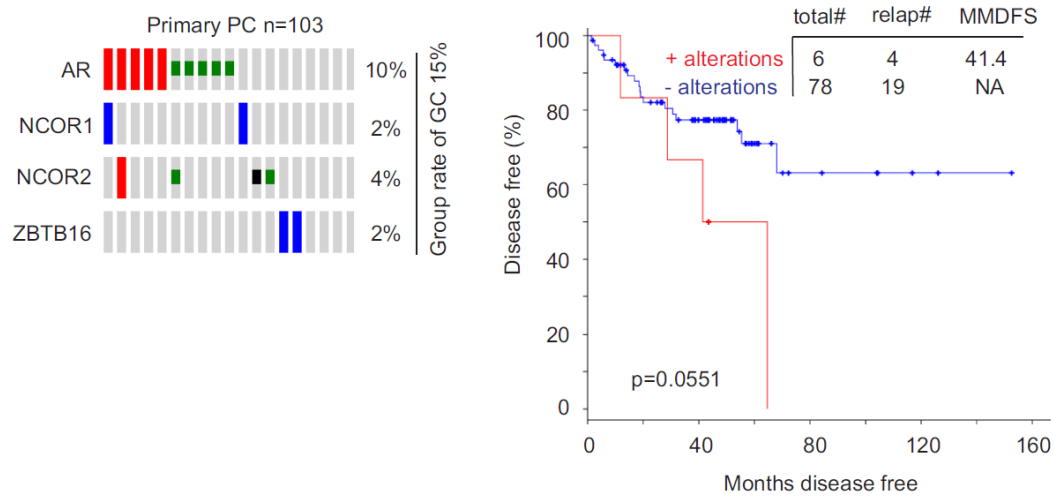 Primary PC n=103
AR 10%
NCOR1 2%
NCOR2 4%
ZBTB16 2%
Group rate of GC 15%
total# relap# MMDFS
+ alterations 6 4 41.4
- alterations 78 19 NA
100
80
60
40
20
0
Disease free (%)
p=0.0551
0 40 80 120 160
Months disease free